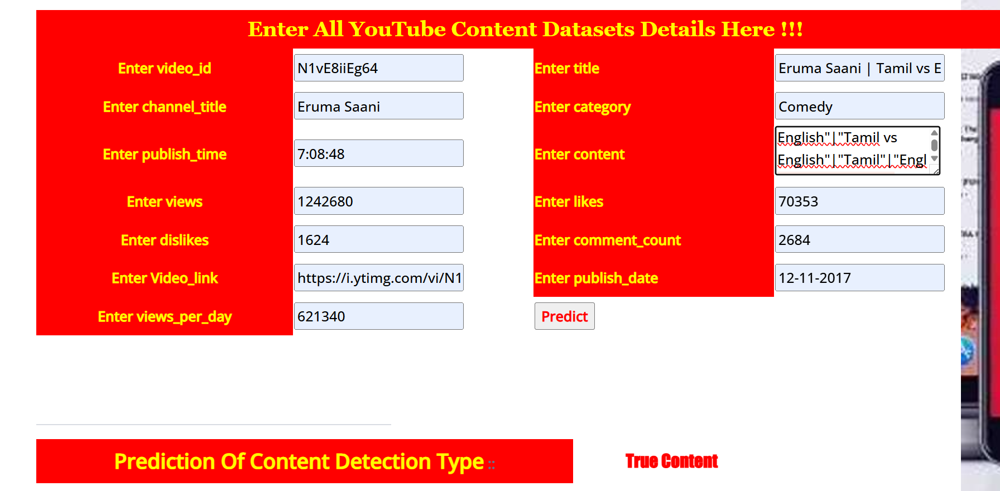 Enter All YouTube Content Datasets Details Here !!!
Enter video_id N1vE8iiEg64 Enter title Eruma Saani | Tamil vs E
Enter channel_title Eruma Saani Enter category Comedy
Enter publish_time 7:08:48 Enter content English"|"Tamil vs
English"|"Tamil"|"Engl
Enter views 1242680 Enter likes 70353
Enter dislikes 1624 Enter comment_count 2684
Enter Video_link https://i.ytimg.com/vi/N1 Enter publish_date 12-11-2017
Enter views_per_day 621340 Predict
Prediction Of Content Detection Type :: True Content